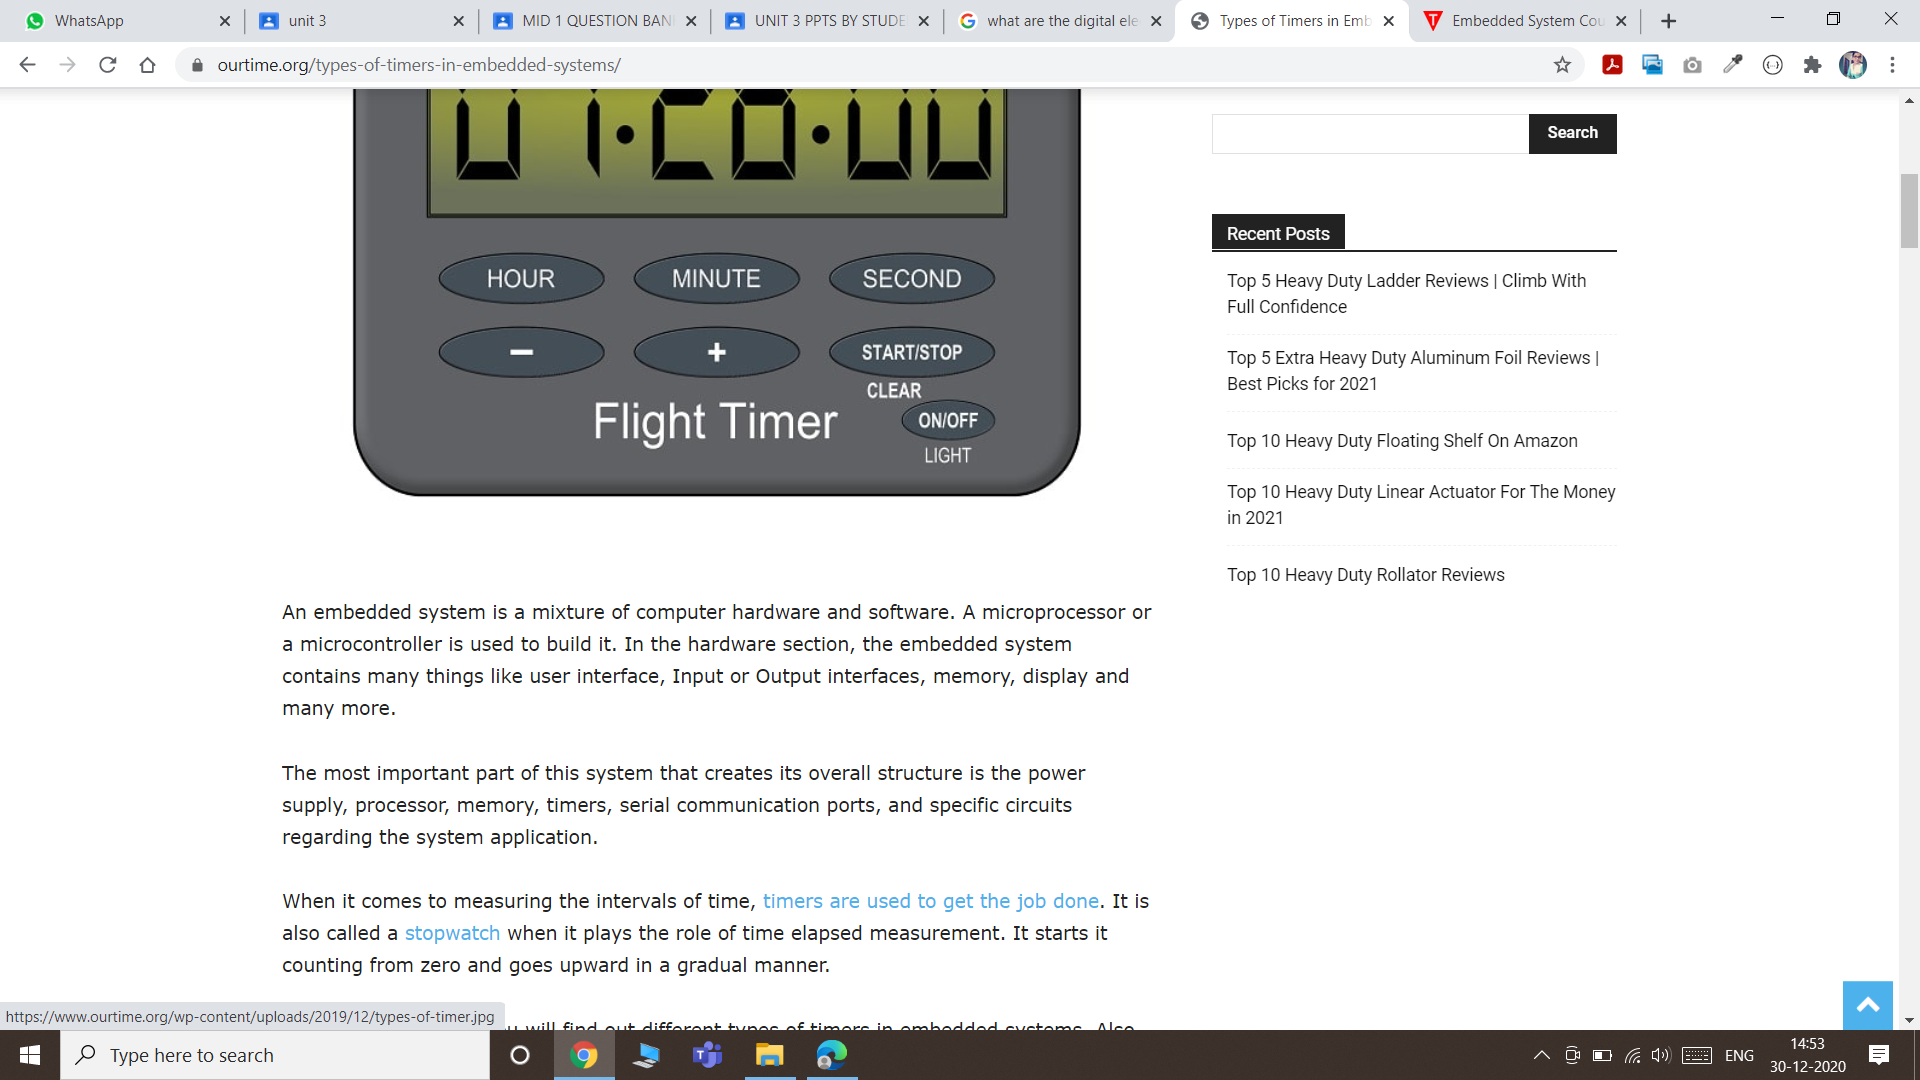 WhatsApp
unit 3
MID 1 QUESTION BAN
UNIT 3 PPTS BY STUDE
what are the digital ele
Types of Timers in Emb
Embedded System Cou
ourtime.org/types-of-timers-in-embedded-systems/
01:28:00
HOUR MINUTE SECOND
− + START/STOP
CLEAR
Flight Timer ON/OFF
LIGHT
Search
Recent Posts
Top 5 Heavy Duty Ladder Reviews | Climb With
Full Confidence
Top 5 Extra Heavy Duty Aluminum Foil Reviews |
Best Picks for 2021
Top 10 Heavy Duty Floating Shelf On Amazon
Top 10 Heavy Duty Linear Actuator For The Money
in 2021
Top 10 Heavy Duty Rollator Reviews
An embedded system is a mixture of computer hardware and software. A microprocessor or
a microcontroller is used to build it. In the hardware section, the embedded system
contains many things like user interface, Input or Output interfaces, memory, display and
many more.
The most important part of this system that creates its overall structure is the power
supply, processor, memory, timers, serial communication ports, and specific circuits
regarding the system application.
When it comes to measuring the intervals of time, timers are used to get the job done. It is
also called a stopwatch when it plays the role of time elapsed measurement. It starts it
counting from zero and goes upward in a gradual manner.
will find out different types of timers in embedded systems. Also
https://www.ourtime.org/wp-content/uploads/2019/12/types-of-timer.jpg
Type here to search
ENG
14:53
30-12-2020